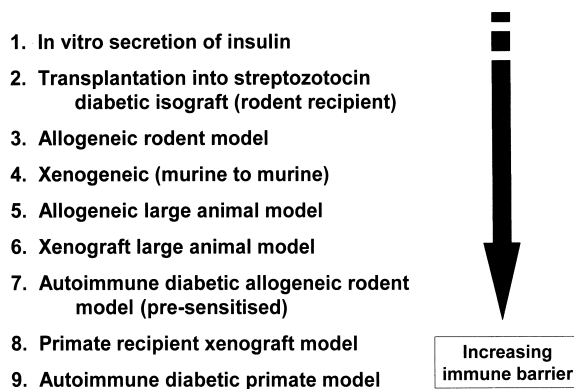 1. In vitro secretion of insulin
2. Transplantation into streptozotocin
diabetic isograft (rodent recipient)
3. Allogeneic rodent model
4. Xenogeneic (murine to murine)
5. Allogeneic large animal model
6. Xenograft large animal model
7. Autoimmune diabetic allogeneic rodent
model (pre-sensitised)
8. Primate recipient xenograft model
9. Autoimmune diabetic primate model
Increasing
immune barrier